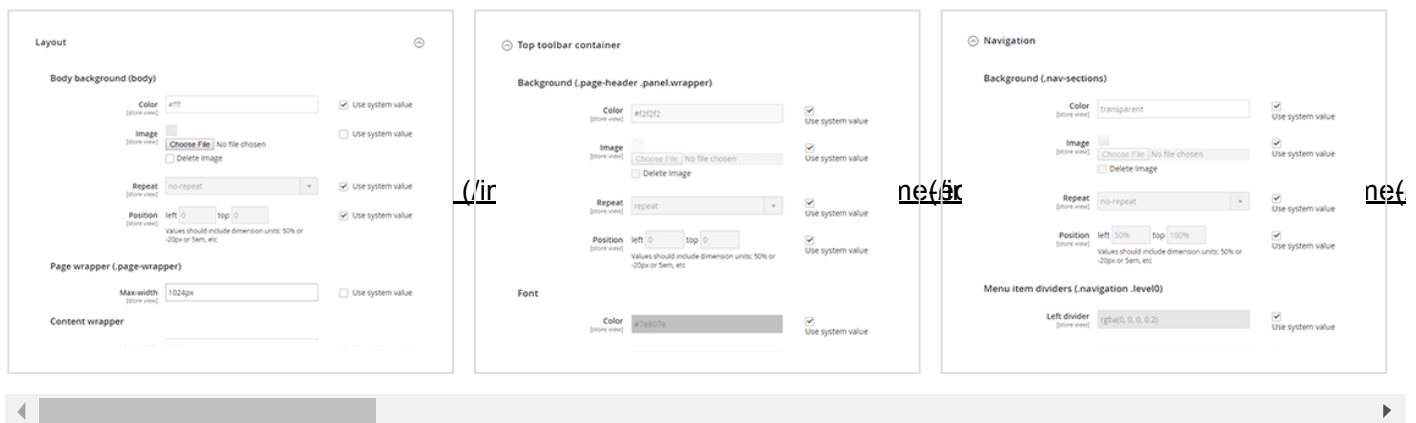 Layout
Body background (body)
Color #fff Use system value
[store view]
Image Use system value
[store view] Choose File No file chosen
Delete Image
Repeat no-repeat Use system value
[store view]
Position left 0 top 0 Use system value
[store view]
Values should include dimension units: 50% or
-20px or 5em, etc
Page wrapper (.page-wrapper)
Max-width 1024px Use system value
[store view]
Content wrapper
(/in
Top toolbar container
Background (.page-header .panel.wrapper)
Color #f2f2f2
[store view] Use system value
Image
[store view] Choose File No file chosen Use system value
Delete Image
Repeat repeat
[store view] Use system value
Position left 0 top 0
[store view] Use system value
Values should include dimension units: 50% or
-20px or 5em, etc
Font
Color #7e807e
[store view] Use system value
Navigation
Background (.nav-sections)
Color transparent
[store view] Use system value
Image
[store view] Choose File No file chosen Use system value
Delete Image
Repeat no-repeat
[store view] Use system value
Position left 50% top 100%
[store view] Use system value
Values should include dimension units: 50% or
-20px or 5em, etc
Menu item dividers (.navigation .level0)
Left divider rgba(0, 0, 0, 0.2)
[store view] Use system value